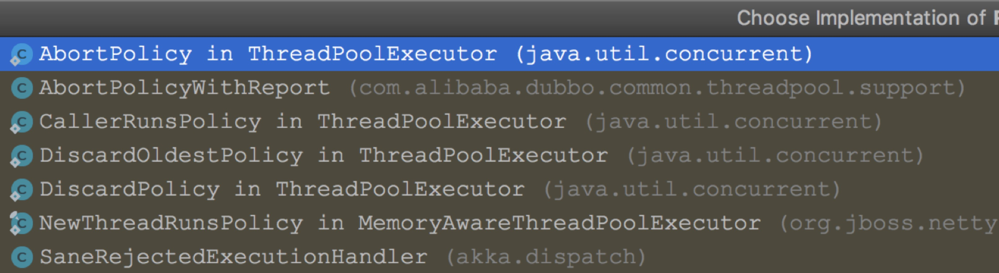 Choose Implementation of
AbortPolicy in ThreadPoolExecutor (java.util.concurrent)
AbortPolicyWithReport (com.alibaba.dubbo.common.threadpool.support)
CallerRunsPolicy in ThreadPoolExecutor (java.util.concurrent)
DiscardOldestPolicy in ThreadPoolExecutor (java.util.concurrent)
DiscardPolicy in ThreadPoolExecutor (java.util.concurrent)
NewThreadRunsPolicy in MemoryAwareThreadPoolExecutor (org.jboss.netty
SaneRejectedExecutionHandler (akka.dispatch)